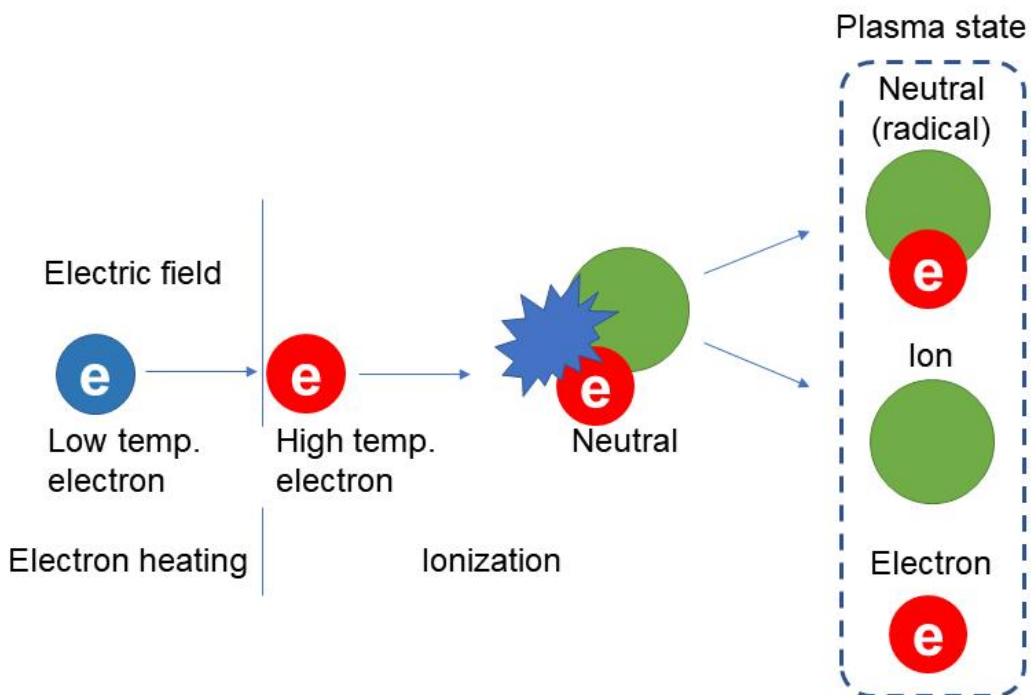 Plasma state
Neutral
(radical)
e
Electric field
Ion
e
e
e
Low temp.
electron
High temp.
electron
Neutral
Electron heating
Ionization
Electron
e